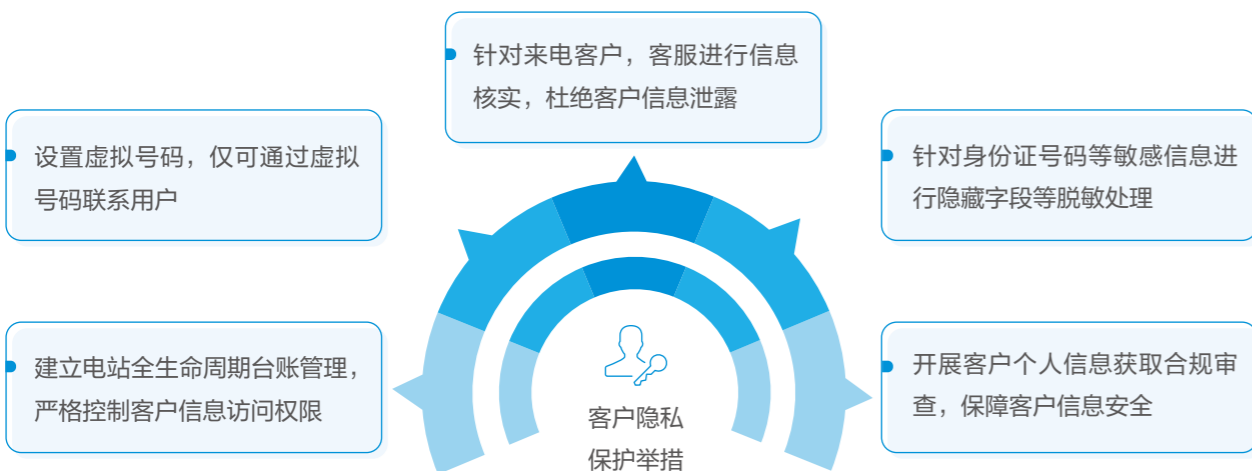 针对来电客户，客服进行信息
核实，杜绝客户信息泄露
设置虚拟号码，仅可通过虚拟
号码联系用户
针对身份证号码等敏感信息进
行隐藏字段等脱敏处理
建立电站全生命周期台账管理，
严格控制客户信息访问权限
开展客户个人信息获取合规审
查，保障客户信息安全
客户隐私
保护举措